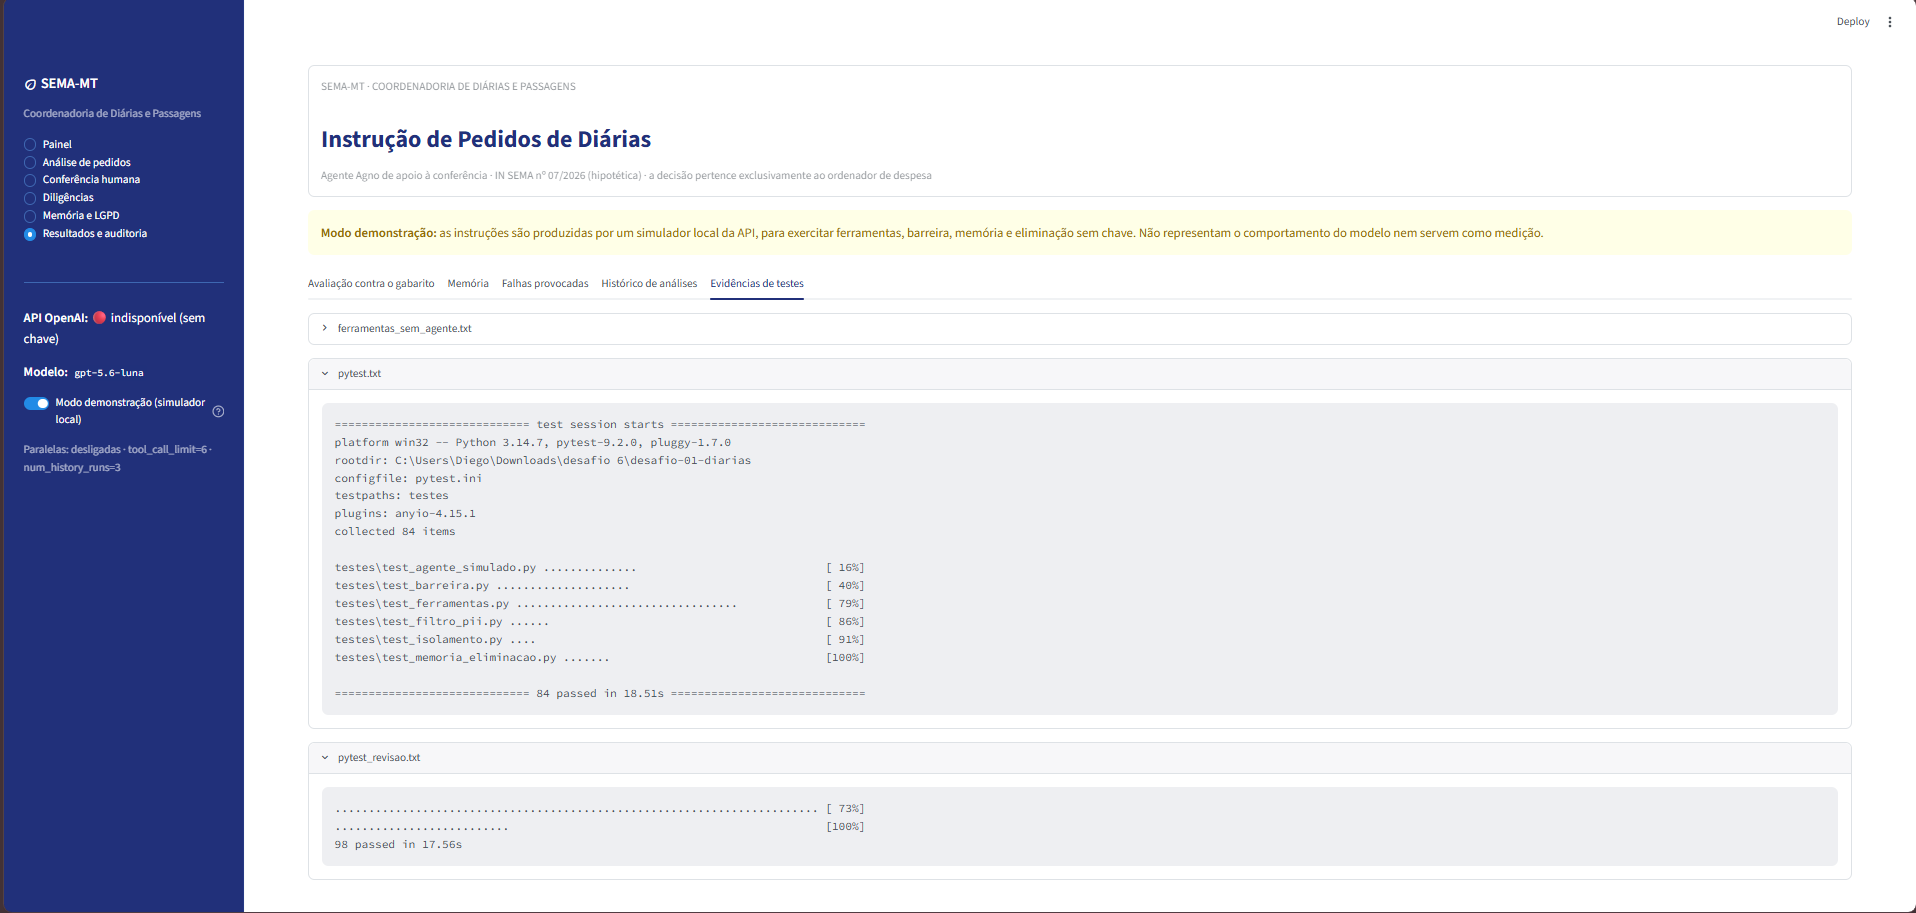 Deploy
SEMA-MT
Coordenadoria de Diárias e Passagens
Painel
Análise de pedidos
Conferência humana
Diligências
Memória e LGPD
Resultados e auditoria
API OpenAI: 🔴 indisponível (sem
chave)
Modelo: gpt-5.6-luna
Modo demonstração (simulador
local)
Paralelas: desligadas · tool_call_limit=6 ·
num_history_runs=3
SEMA-MT · COORDENADORIA DE DIÁRIAS E PASSAGENS
Instrução de Pedidos de Diárias
Agente Agno de apoio à conferência · IN SEMA nº 07/2026 (hipotética) · a decisão pertence exclusivamente ao ordenador de despesa
Modo demonstração: as instruções são produzidas por um simulador local da API, para exercitar ferramentas, barreira, memória e eliminação sem chave. Não representam o comportamento do modelo nem servem como medição.
Avaliação contra o gabarito Memória Falhas provocadas Histórico de análises Evidências de testes
ferramentas_sem_agente.txt
pytest.txt
============================= test session starts =============================
platform win32 -- Python 3.14.7, pytest-9.2.0, pluggy-1.7.0
rootdir: C:\Users\Diego\Downloads\desafio 6\desafio-01-diarias
configfile: pytest.ini
testpaths: testes
plugins: anyio-4.15.1
collected 84 items
testes\test_agente_simulado.py .............. [ 16%]
testes\test_barreira.py .................... [ 40%]
testes\test_ferramentas.py ................................. [ 79%]
testes\test_filtro_pii.py ...... [ 86%]
testes\test_isolamento.py .... [ 91%]
testes\test_memoria_eliminacao.py ....... [100%]
============================= 84 passed in 18.51s =============================
pytest_revisao.txt
........................................................................ [ 73%]
.......................... [100%]
98 passed in 17.56s